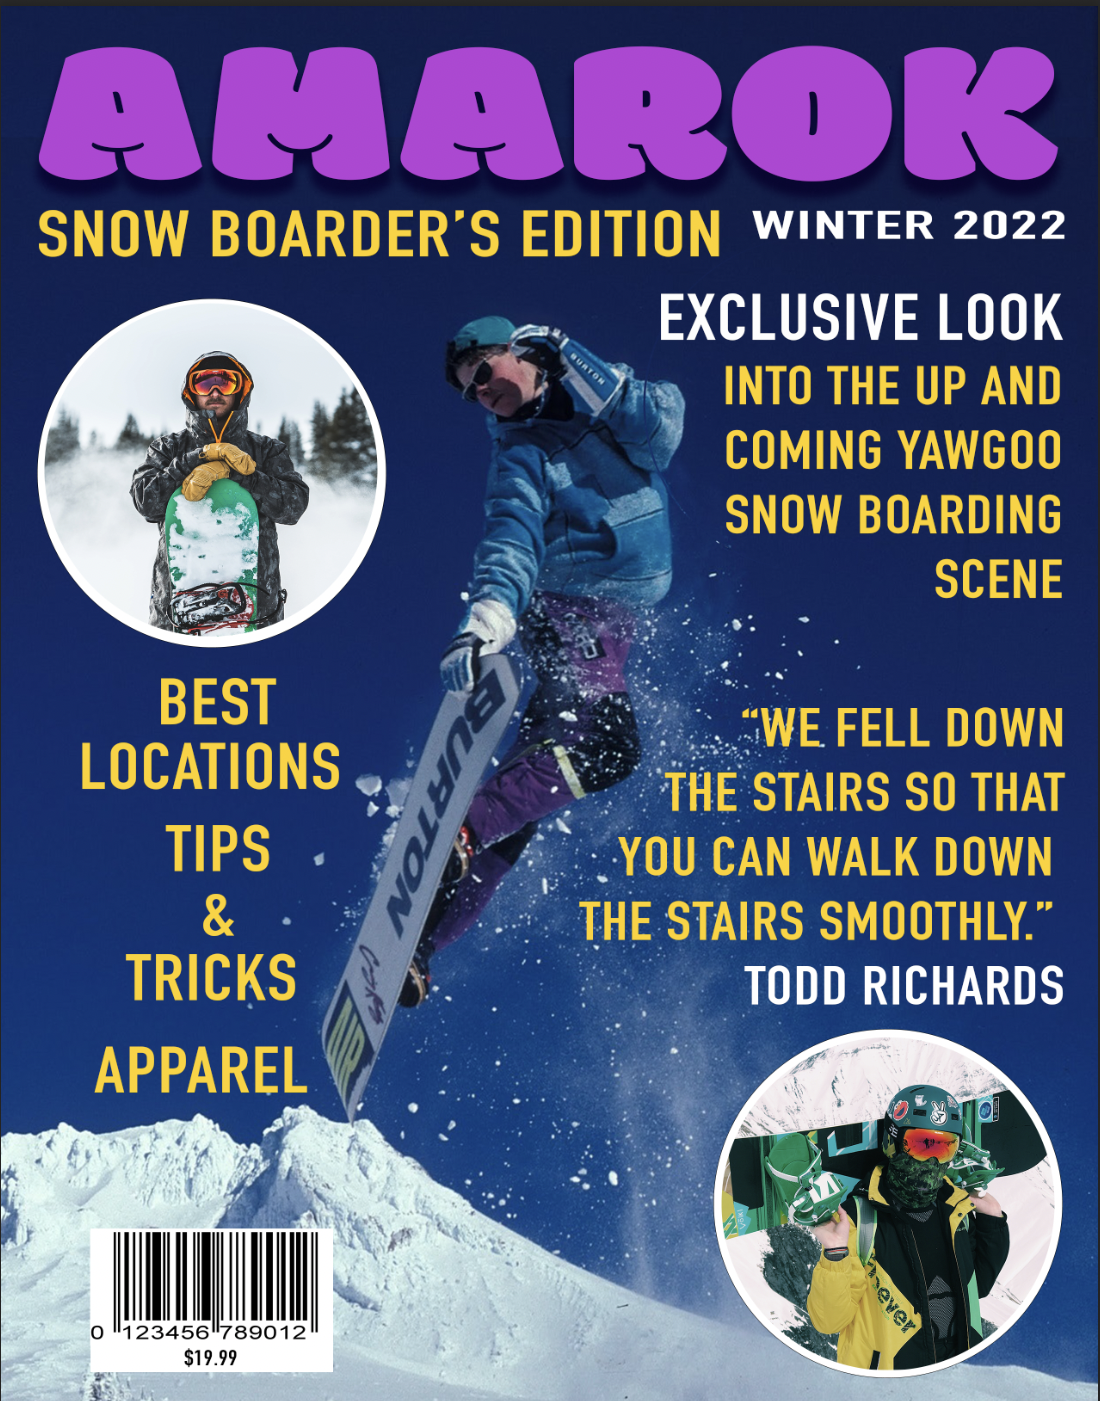 AMAROK
SNOW BOARDER'S EDITION
WINTER 2022
EXCLUSIVE LOOK
INTO THE UP AND
COMING YAWGOO
SNOW BOARDING
SCENE
BURTON
BURTON
BEST
LOCATIONS
TIPS
&
TRICKS
APPAREL
“WE FELL DOWN
THE STAIRS SO THAT
YOU CAN WALK DOWN
THE STAIRS SMOOTHLY.”
TODD RICHARDS
0 123456 789012
$19.99